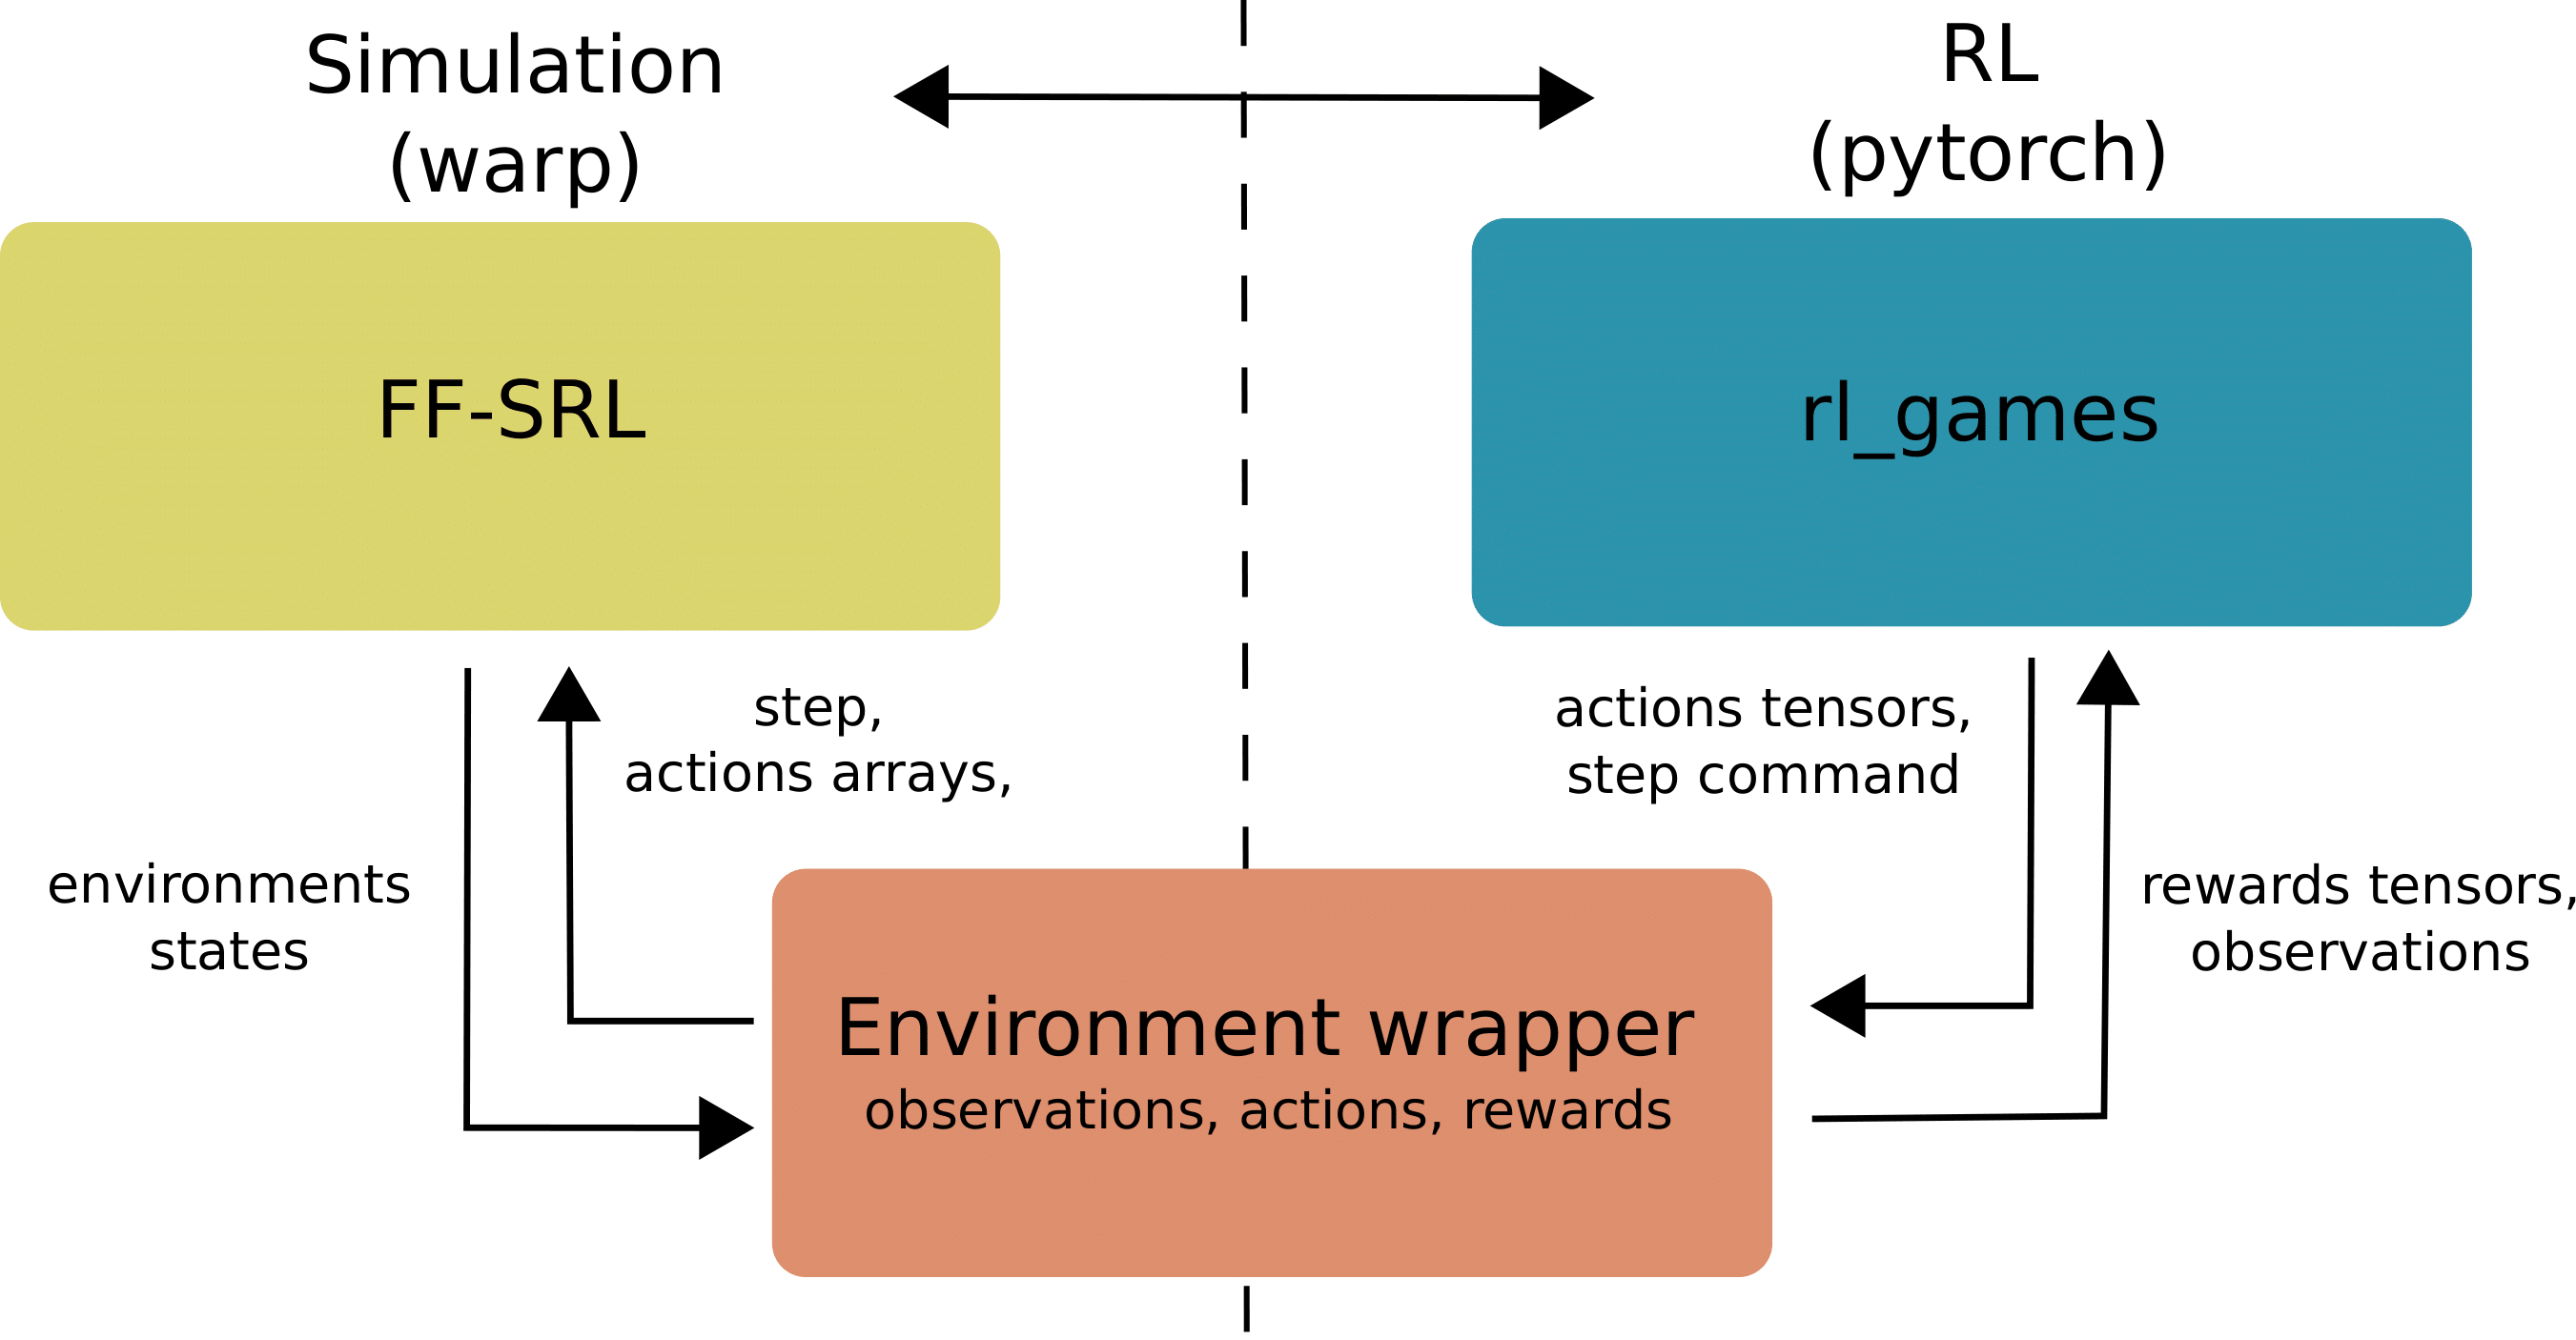 Simulation
(warp)
RL
(pytorch)
FF-SRL
rl_games
step,
actions arrays,
actions tensors,
step command
environments
states
rewards tensors,
observations
Environment wrapper
observations, actions, rewards